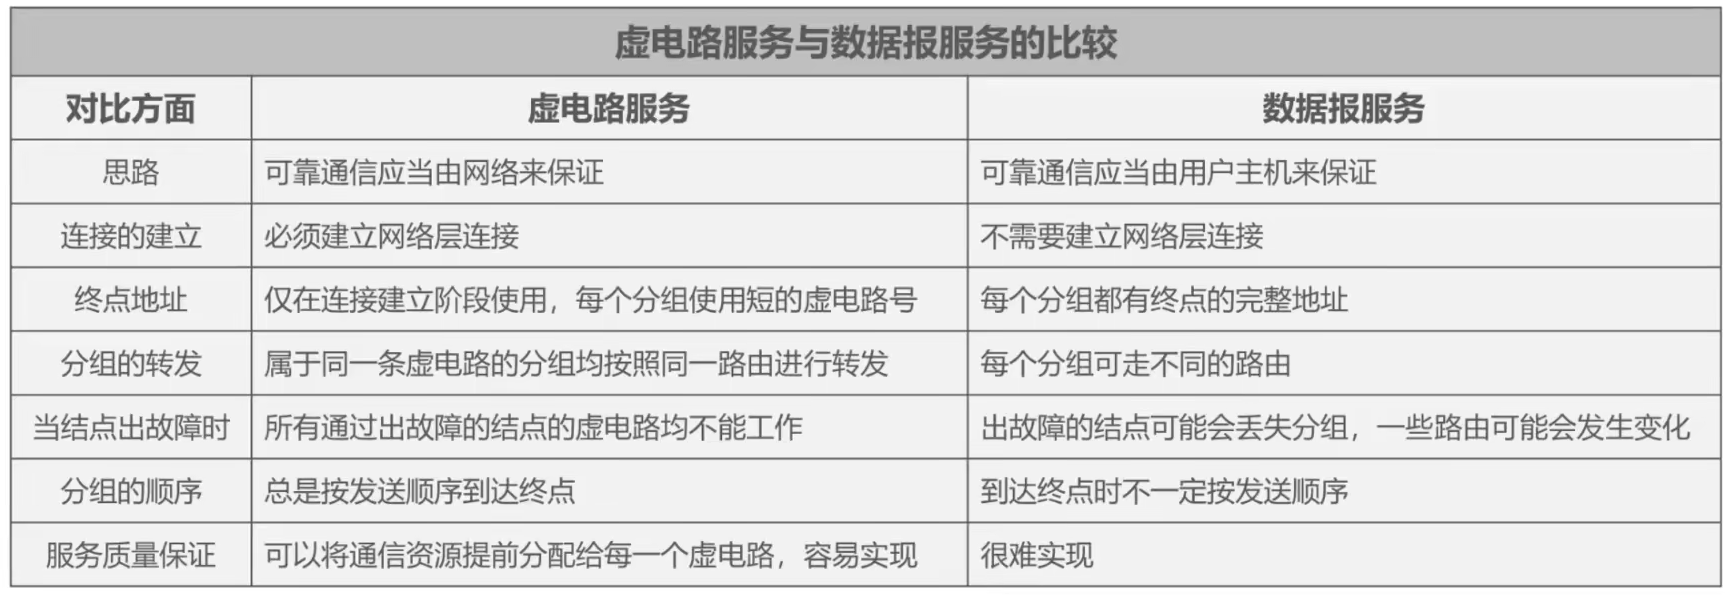 虚电路服务与数据报服务的比较
对比方面 虚电路服务 数据报服务
思路 可靠通信应当由网络来保证 可靠通信应当由用户主机来保证
连接的建立 必须建立网络层连接 不需要建立网络层连接
终点地址 仅在连接建立阶段使用，每个分组使用短的虚电路号 每个分组都有终点的完整地址
分组的转发 属于同一条虚电路的分组均按照同一路由进行转发 每个分组可走不同的路由
当结点出故障时 所有通过出故障的结点的虚电路均不能工作 出故障的结点可能会丢失分组，一些路由可能会发生变化
分组的顺序 总是按发送顺序到达终点 到达终点时不一定按发送顺序
服务质量保证 可以将通信资源提前分配给每一个虚电路，容易实现 很难实现